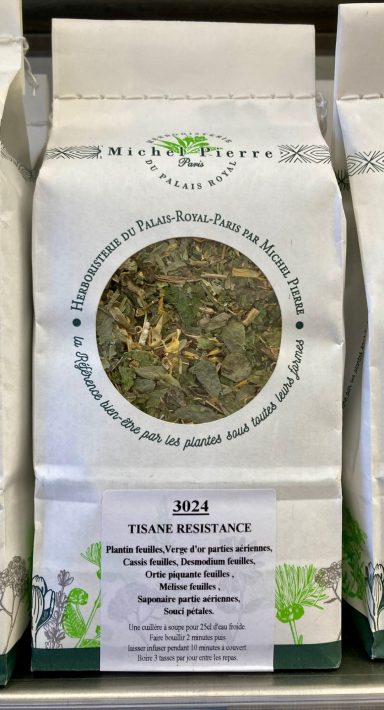 HERBORISTERIE
Michel Pierre
Paris
DU PALAIS ROYAL
HERBORISTERIE DU PALAIS-ROYAL-PARIS PAR MICHEL PIERRE
la Référence bien-être par les plantes sous toutes leurs formes
3024
TISANE RESISTANCE
Plantin feuilles,Verge d'or parties aériennes,
Cassis feuilles, Desmodium feuilles,
Ortie piquante feuilles ,
Mélisse feuilles ,
Saponaire partie aériennes,
Souci pétales.
Une cuillère à soupe pour 25cl d'eau froide.
Faire bouillir 2 minutes puis
laisser infuser pendant 10 minutes à couvert.
Boire 3 tasses par jour entre les repas.